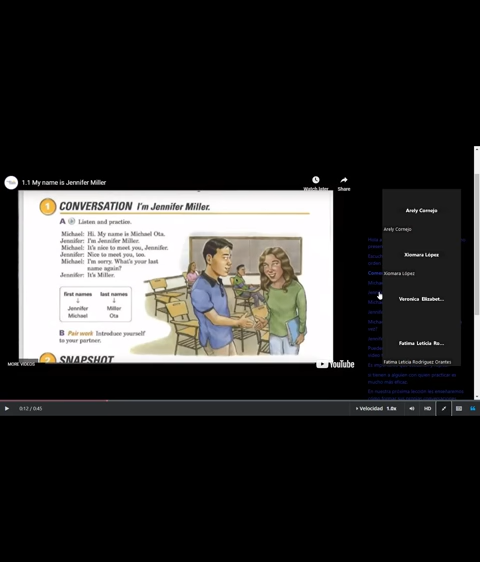 1.1 My name is Jennifer Miller
Watch later
Share
1 CONVERSATION I'm Jennifer Miller.
A Listen and practice.
Michael: Hi. My name is Michael Ota.
Jennifer: I'm Jennifer Miller.
Michael: It's nice to meet you, Jennifer.
Jennifer: Nice to meet you, too.
Michael: I'm sorry. What's your last
name again?
Jennifer: It's Miller.
first names last names
Jennifer Miller
Michael Ota
B Pair work Introduce yourself
to your partner.
2 SNAPSHOT
MORE VIDEOS
YouTube
Arely Cornejo
Arely Cornejo
Xiomara López
Xiomara López
Veronica Elizabet...
Fatima Leticia Ro...
Fatima Leticia Rodriguez Orantes
0:12 / 0:45
Velocidad 1.0x
HD